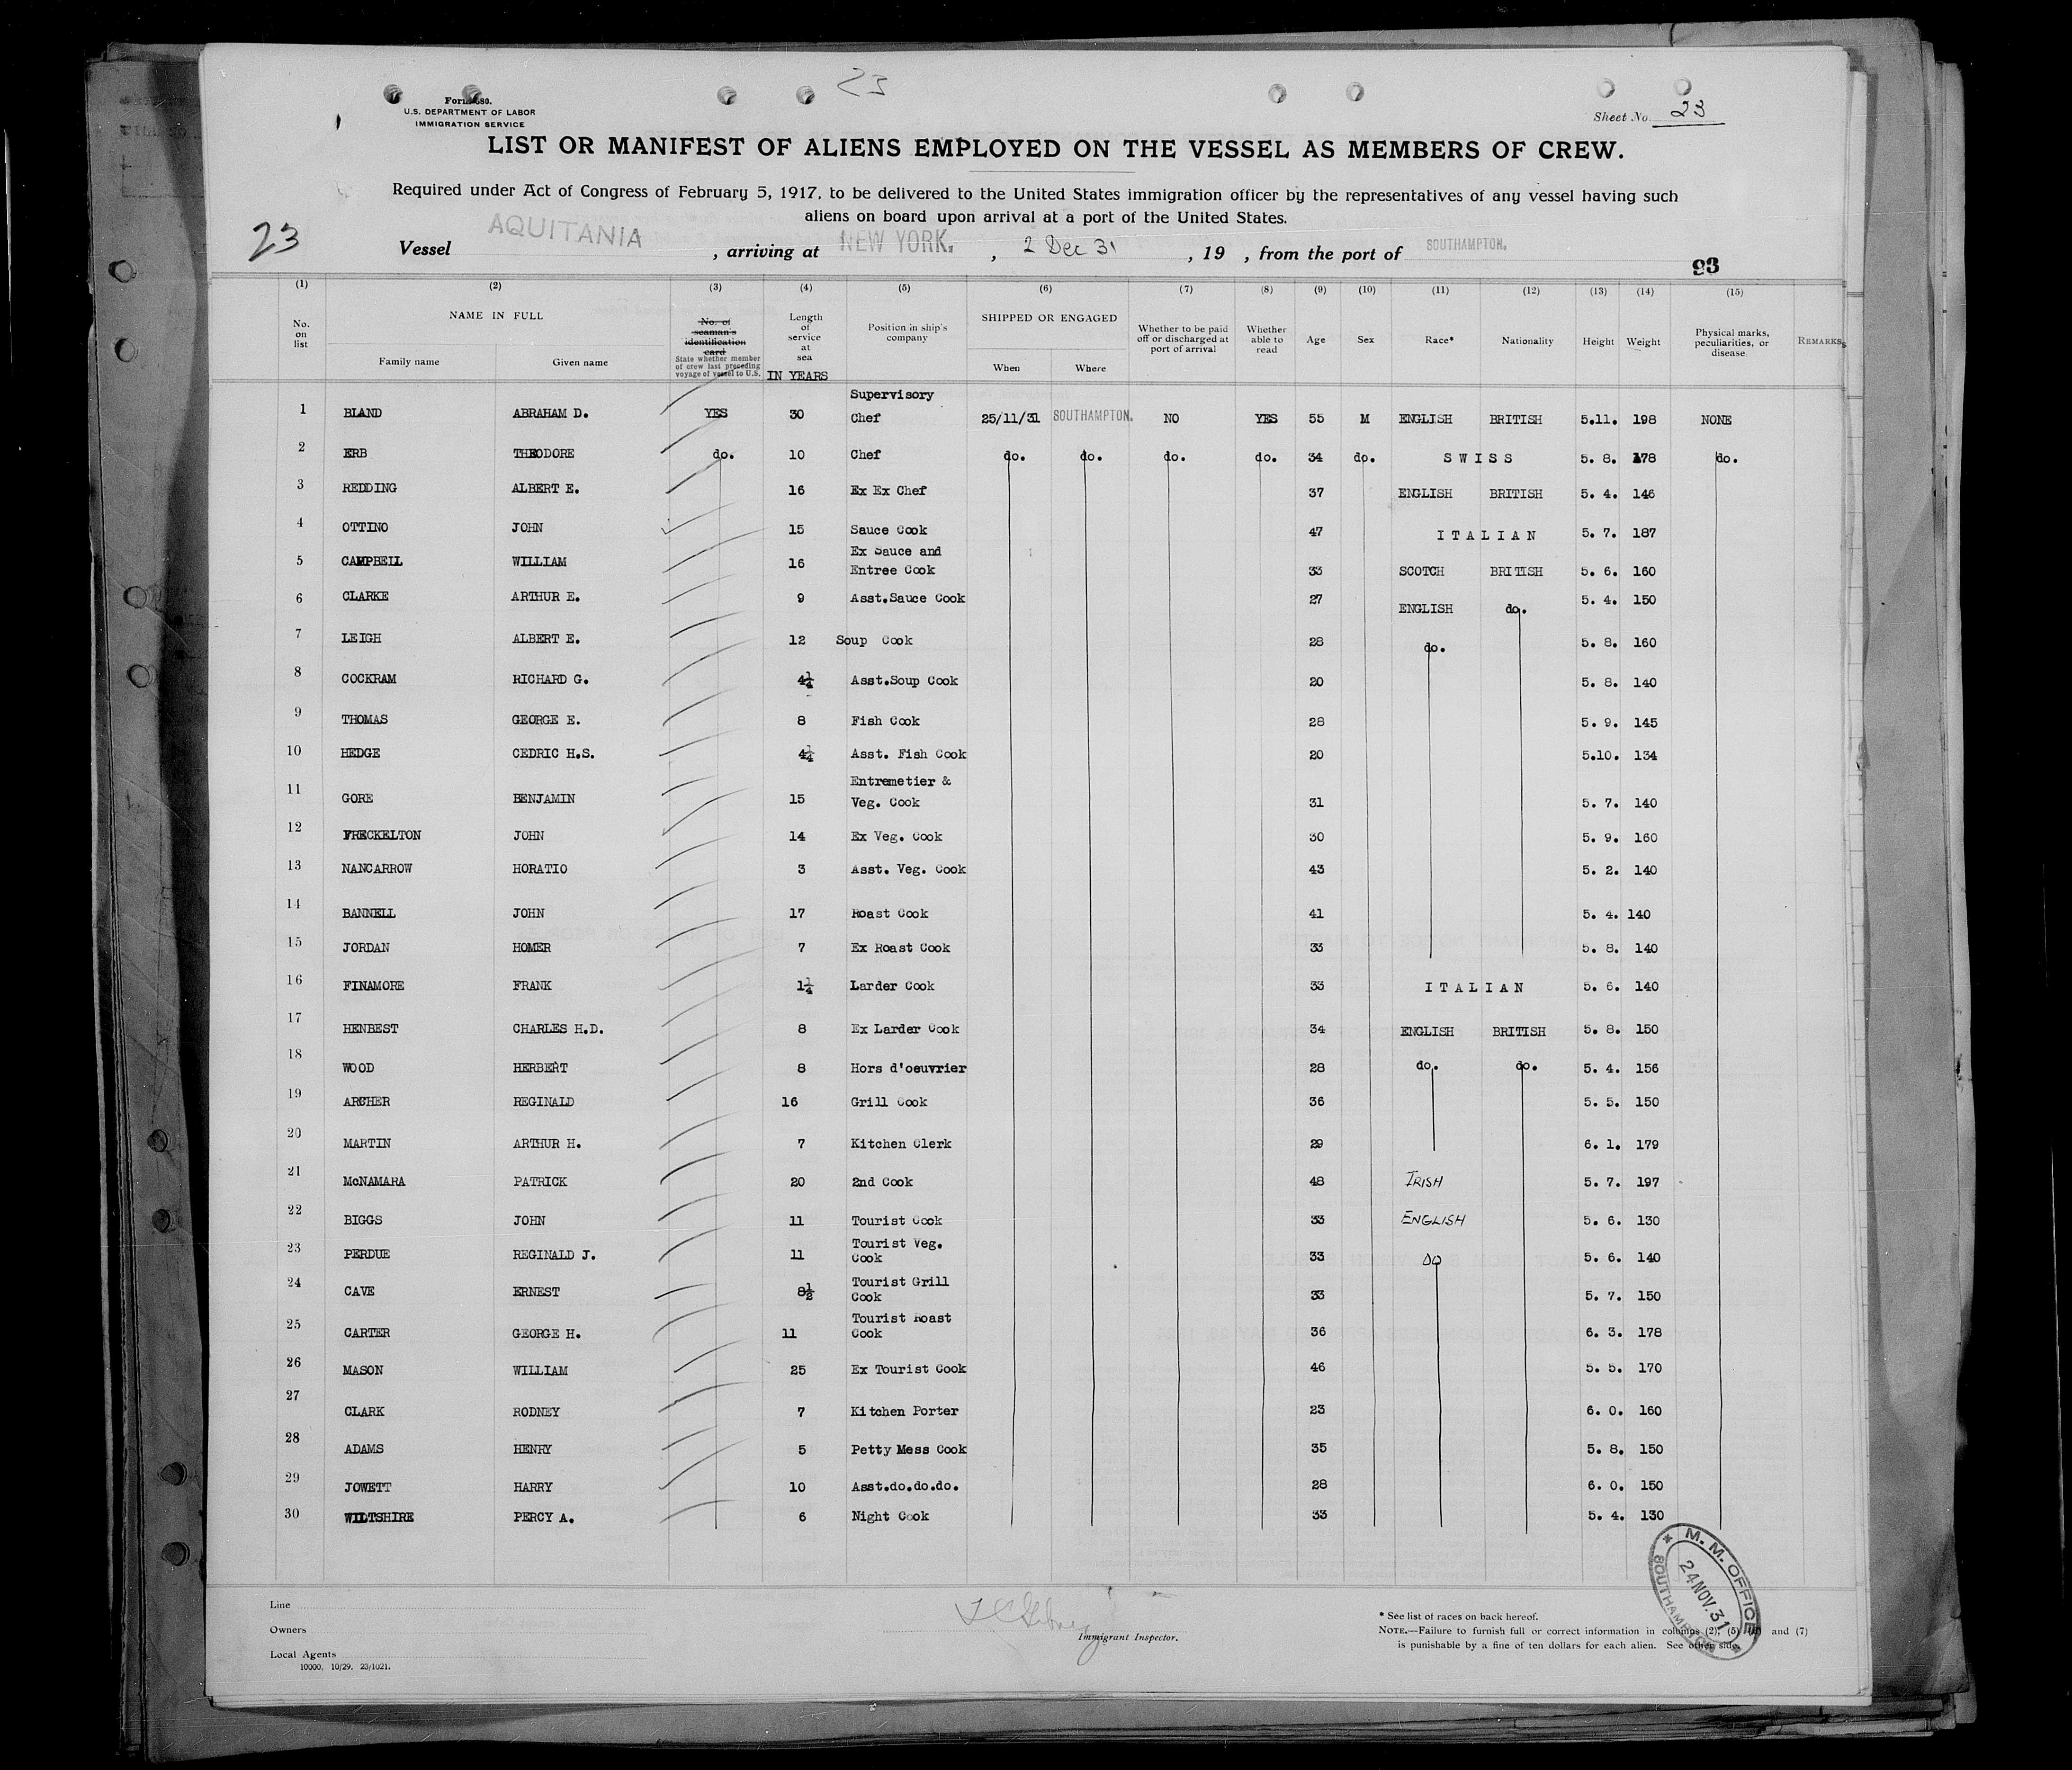 23
Form 680.
U.S. DEPARTMENT OF LABOR
IMMIGRATION SERVICE
Sheet No. 23
LIST OR MANIFEST OF ALIENS EMPLOYED ON THE VESSEL AS MEMBERS OF CREW.
Required under Act of Congress of February 5, 1917, to be delivered to the United States immigration officer by the representatives of any vessel having such
aliens on board upon arrival at a port of the United States.
23 Vessel AQUITANIA, arriving at NEW YORK. , 2 Dec 31 , 19 , from the port of SOUTHAMPTON.
93
(1) (2) (3) (4) (5) (6) (7) (8) (9) (10) (11) (12) (13) (14) (15)
No. on list NAME IN FULL Family name Given name No. of seaman's identification card State whether member of crew last preceding voyage of vessel to U.S. Length of service at sea IN YEARS Position in ship's company SHIPPED OR ENGAGED When Where Whether to be paid off or discharged at port of arrival Whether able to read Age Sex Race* Nationality Height Weight Physical marks, peculiarities, or disease. REMARKS.
1 BLAND ABRAHAM D. YES 30 Supervisory Chef 25/11/31 SOUTHAMPTON. NO YES 55 M ENGLISH BRITISH 5.11. 198 NONE
2 ERB THEODORE do. 10 Chef do. do. do. do. 34 do. SWISS 5. 8. 178 do.
3 REDDING ALBERT E. 16 Ex Ex Chef 37 ENGLISH BRITISH 5. 4. 146
4 OTTINO JOHN 15 Sauce Cook 47 ITALIAN 5. 7. 187
5 CAMPBELL WILLIAM 16 Ex Sauce and Entree Cook 33 SCOTCH BRITISH 5. 6. 160
6 CLARKE ARTHUR E. 9 Asst.Sauce Cook 27 ENGLISH do. 5. 4. 150
7 LEIGH ALBERT E. 12 Soup Cook 28 do. 5. 8. 160
8 COCKRAM RICHARD G. 4¼ Asst.Soup Cook 20 5. 8. 140
9 THOMAS GEORGE E. 8 Fish Cook 28 5. 9. 145
10 HEDGE CEDRIC H.S. 4¼ Asst. Fish Cook 20 5.10. 134
11 GORE BENJAMIN 15 Entremetier & Veg. Cook 31 5. 7. 140
12 FRECKELTON JOHN 14 Ex Veg. Cook 30 5. 9. 160
13 NANCARROW HORATIO 3 Asst. Veg. Cook 43 5. 2. 140
14 BANNELL JOHN 17 Roast Cook 41 5. 4. 140
15 JORDAN HOMER 7 Ex Roast Cook 33 5. 8. 140
16 FINAMORE FRANK 1¼ Larder Cook 33 ITALIAN 5. 6. 140
17 HENBEST CHARLES H.D. 8 Ex Larder Cook 34 ENGLISH BRITISH 5. 8. 150
18 WOOD HERBERT 8 Hors d'oeuvrier 28 do. do. 5. 4. 156
19 ARCHER REGINALD 16 Grill Cook 36 5. 5. 150
20 MARTIN ARTHUR H. 7 Kitchen Clerk 29 6. 1. 179
21 McNAMARA PATRICK 20 2nd Cook 48 IRISH 5. 7. 197
22 BIGGS JOHN 11 Tourist Cook 33 ENGLISH 5. 6. 130
23 PERDUE REGINALD J. 11 Tourist Veg. Cook 33 DO 5. 6. 140
24 CAVE ERNEST 8½ Tourist Grill Cook 33 5. 7. 150
25 CARTER GEORGE H. 11 Tourist Roast Cook 36 6. 3. 178
26 MASON WILLIAM 25 Ex Tourist Cook 46 5. 5. 170
27 CLARK RODNEY 7 Kitchen Porter 23 6. 0. 160
28 ADAMS HENRY 5 Petty Mess Cook 35 5. 8. 150
29 JOWETT HARRY 10 Asst.do.do.do. 28 6. 0. 150
30 WILTSHIRE PERCY A. 6 Night Cook 33 5. 4. 130
M. M. OFFICE
24 NOV. 31
SOUTHAMPTON
Line
Owners
Local Agents
10000, 10/29. 23/1021.
Immigrant Inspector.
* See list of races on back hereof.
NOTE.—Failure to furnish full or correct information in columns (2), (5) and (7)
is punishable by a fine of ten dollars for each alien. See other side.